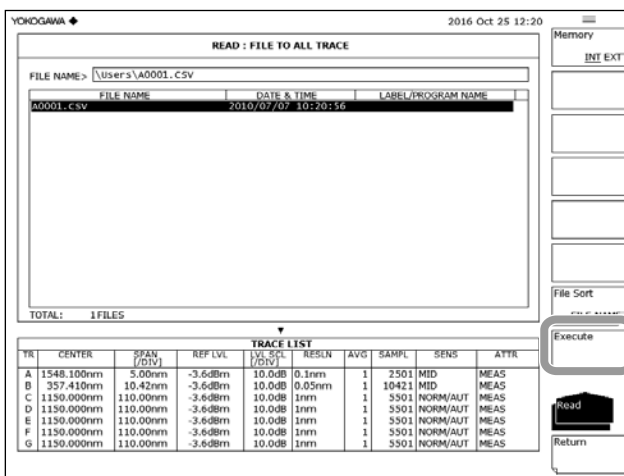 YOKOGAWA
2016 Oct 25 12:20
READ : FILE TO ALL TRACE
FILE NAME> \Users\A0001.CSV
FILE NAME DATE & TIME LABEL/PROGRAM NAME
A0001.CSV 2010/07/07 10:20:56
TOTAL: 1FILES
TRACE LIST
TR CENTER SPAN [/DIV] REF LVL LVL SCL [/DIV] RESLN AVG SAMPL SENS ATTR
A 1548.100nm 5.00nm -3.6dBm 10.0dB 0.1nm 1 2501 MID MEAS
B 357.410nm 10.42nm -3.6dBm 10.0dB 0.05nm 1 10421 MID MEAS
C 1150.000nm 110.00nm -3.6dBm 10.0dB 1nm 1 5501 NORM/AUT MEAS
D 1150.000nm 110.00nm -3.6dBm 10.0dB 1nm 1 5501 NORM/AUT MEAS
E 1150.000nm 110.00nm -3.6dBm 10.0dB 1nm 1 5501 NORM/AUT MEAS
F 1150.000nm 110.00nm -3.6dBm 10.0dB 1nm 1 5501 NORM/AUT MEAS
G 1150.000nm 110.00nm -3.6dBm 10.0dB 1nm 1 5501 NORM/AUT MEAS
Memory
INT EXT
File Sort
FILE NAME
Execute
Read
Return